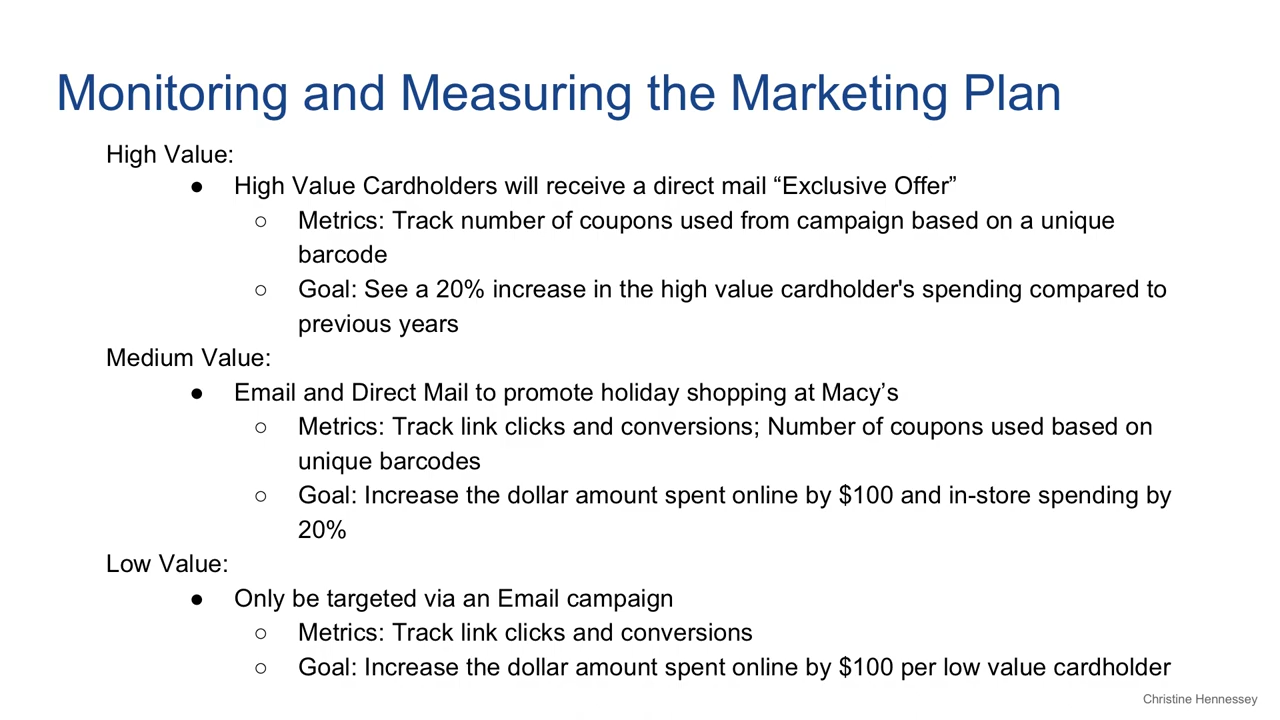 Monitoring and Measuring the Marketing Plan
High Value:
● High Value Cardholders will receive a direct mail “Exclusive Offer”
○ Metrics: Track number of coupons used from campaign based on a unique
barcode
○ Goal: See a 20% increase in the high value cardholder's spending compared to
previous years
Medium Value:
● Email and Direct Mail to promote holiday shopping at Macy’s
○ Metrics: Track link clicks and conversions; Number of coupons used based on
unique barcodes
○ Goal: Increase the dollar amount spent online by $100 and in-store spending by
20%
Low Value:
● Only be targeted via an Email campaign
○ Metrics: Track link clicks and conversions
○ Goal: Increase the dollar amount spent online by $100 per low value cardholder
Christine Hennessey